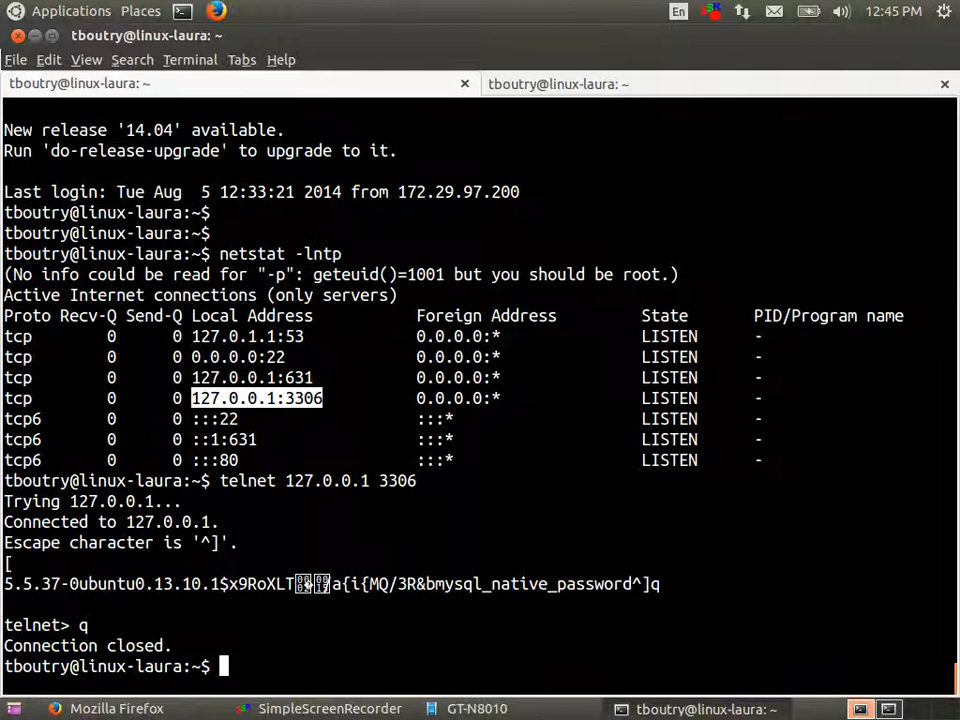 Applications Places En 12:45 PM
tboutry@linux-laura: ~
File Edit View Search Terminal Tabs Help
tboutry@linux-laura: ~ × tboutry@linux-laura: ~ ×
New release '14.04' available.
Run 'do-release-upgrade' to upgrade to it.
Last login: Tue Aug  5 12:33:21 2014 from 172.29.97.200
tboutry@linux-laura:~$
tboutry@linux-laura:~$
tboutry@linux-laura:~$ netstat -lntp
(No info could be read for "-p": geteuid()=1001 but you should be root.)
Active Internet connections (only servers)
Proto Recv-Q Send-Q Local Address           Foreign Address         State       PID/Program name
tcp        0      0 127.0.1.1:53            0.0.0.0:*               LISTEN      -
tcp        0      0 0.0.0.0:22              0.0.0.0:*               LISTEN      -
tcp        0      0 127.0.0.1:631           0.0.0.0:*               LISTEN      -
tcp        0      0 127.0.0.1:3306          0.0.0.0:*               LISTEN      -
tcp6       0      0 :::22                   :::*                    LISTEN      -
tcp6       0      0 ::1:631                 :::*                    LISTEN      -
tcp6       0      0 :::80                   :::*                    LISTEN      -
tboutry@linux-laura:~$ telnet 127.0.0.1 3306
Trying 127.0.0.1...
Connected to 127.0.0.1.
Escape character is '^]'.
[
5.5.37-0ubuntu0.13.10.1$x9RoXLT a{i{MQ/3R&bmysql_native_password^]q
telnet> q
Connection closed.
tboutry@linux-laura:~$
Mozilla Firefox SimpleScreenRecorder GT-N8010 tboutry@linux-laura: ~